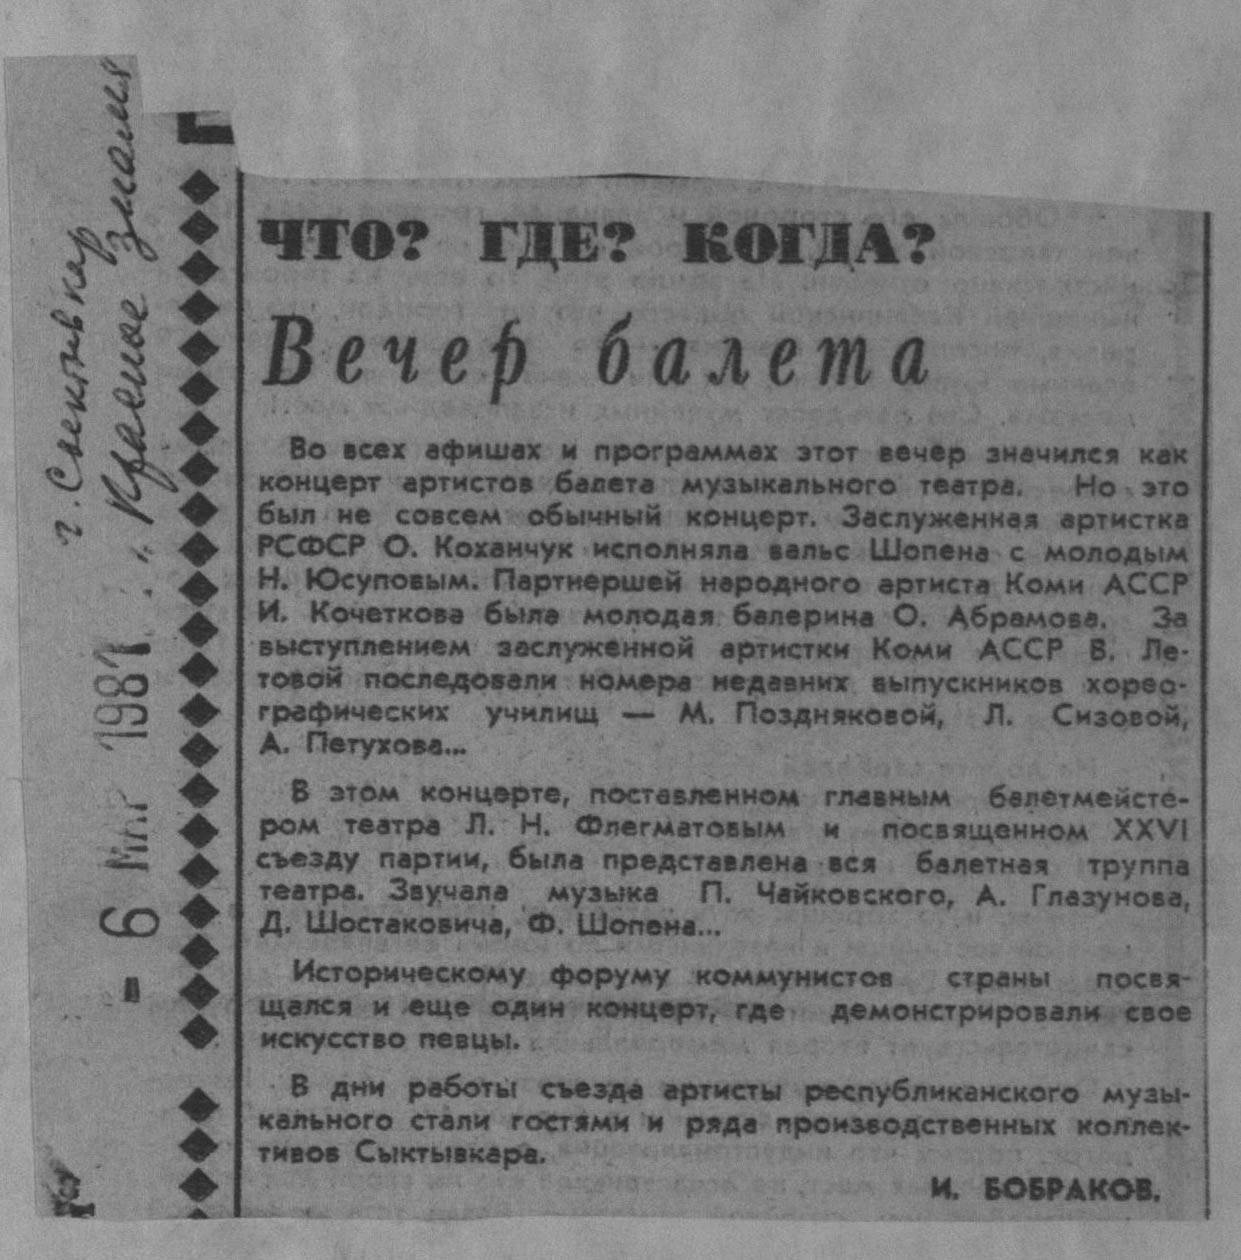 г. Сыктывкар
„Красное знамя
- 6 МАР 1981
ЧТО? ГДЕ? КОГДА?
Вечер балета
Во всех афишах и программах этот вечер значился как
концерт артистов балета музыкального театра. Но это
был не совсем обычный концерт. Заслуженная артистка
РСФСР О. Коханчук исполняла вальс Шопена с молодым
Н. Юсуповым. Партнершей народного артиста Коми АССР
И. Кочеткова была молодая балерина О. Абрамова. За
выступлением заслуженной артистки Коми АССР В. Ле-
товой последовали номера недавних выпускников хорео-
графических училищ — М. Поздняковой, Л. Сизовой,
А. Петухова...
В этом концерте, поставленном главным балетмейсте-
ром театра Л. Н. Флегматовым и посвященном XXVI
съезду партии, была представлена вся балетная труппа
театра. Звучала музыка П. Чайковского, А. Глазунова,
Д. Шостаковича, Ф. Шопена...
Историческому форуму коммунистов страны посвя-
щался и еще один концерт, где демонстрировали свое
искусство певцы.
В дни работы съезда артисты республиканского музы-
кального стали гостями и ряда производственных коллек-
тивов Сыктывкара.
И. БОБРАКОВ.